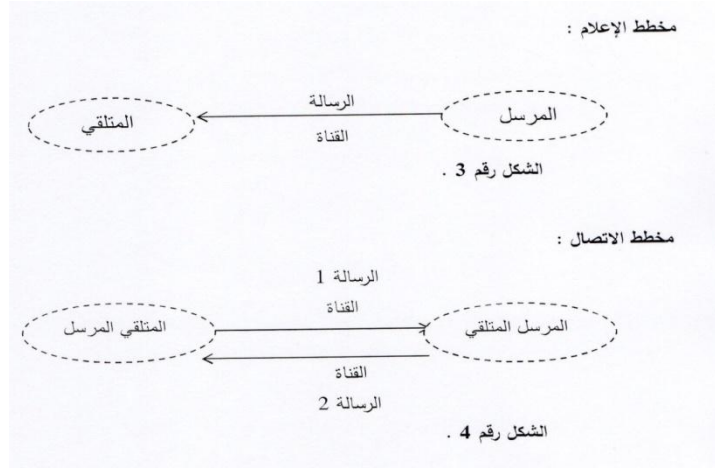 مخطط الإعلام :
الرسالة
المرسل
المتلقي
القناة
الشكل رقم 3 .
مخطط الاتصال :
الرسالة 1
القناة
المرسل المتلقي
المتلقي المرسل
القناة
الرسالة 2
الشكل رقم 4 .